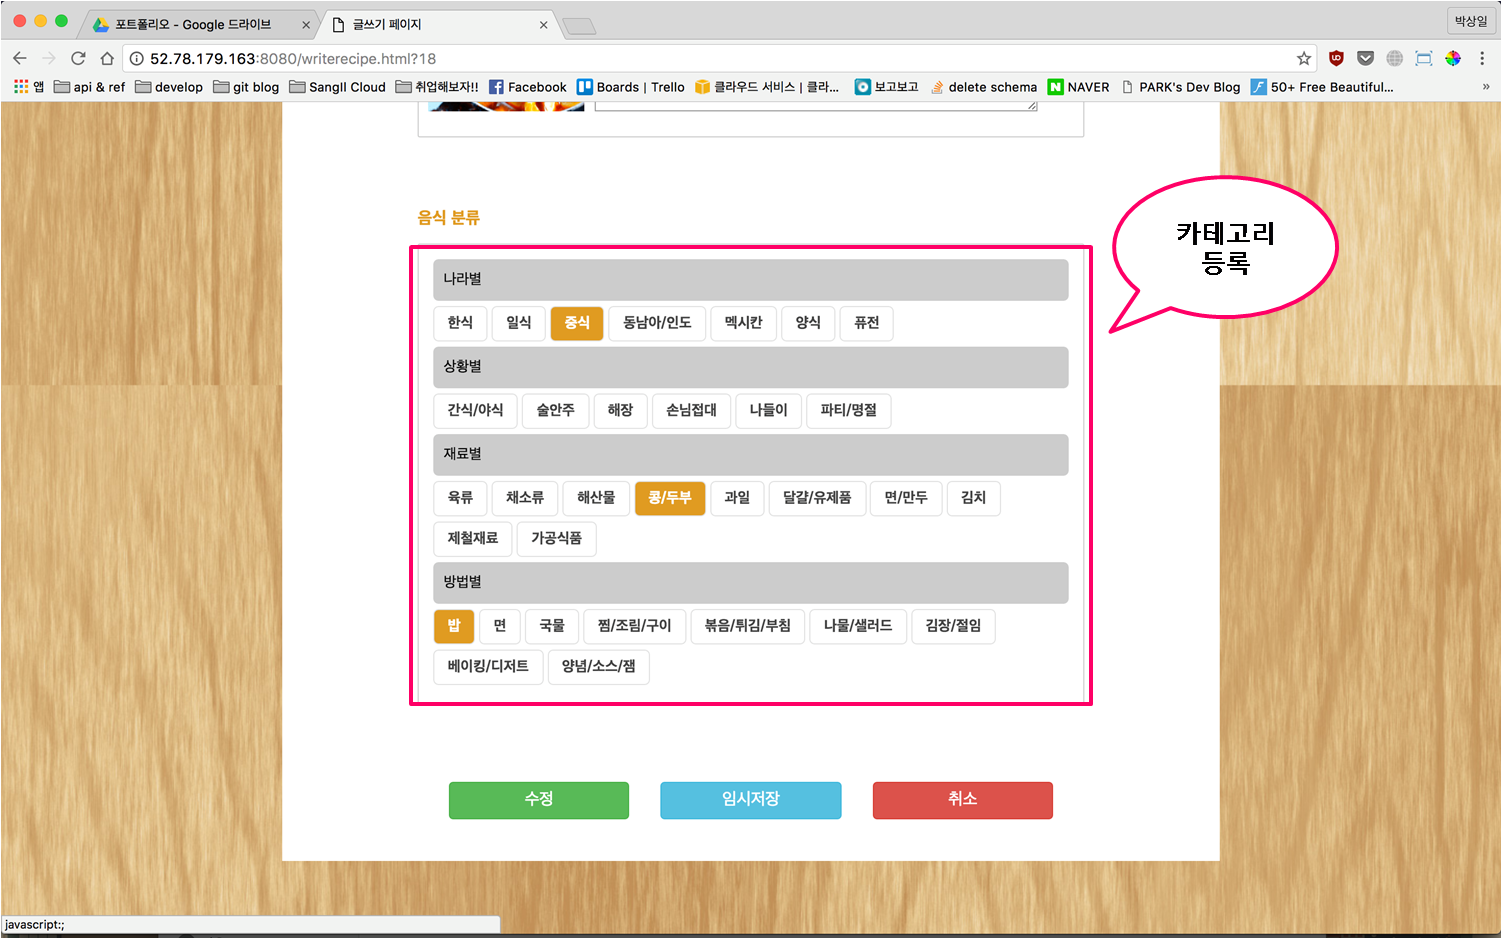 포트폴리오 - Google 드라이브
글쓰기 페이지
박상일
52.78.179.163:8080/writerecipe.html?18
앱 api & ref develop git blog SangIl Cloud 취업해보자!! Facebook Boards | Trello 클라우드 서비스 | 클라... 보고보고 delete schema NAVER PARK's Dev Blog 50+ Free Beautiful... »
음식 분류
카테고리
등록
나라별
한식 일식 중식 동남아/인도 멕시칸 양식 퓨전
상황별
간식/야식 술안주 해장 손님접대 나들이 파티/명절
재료별
육류 채소류 해산물 콩/두부 과일 달걀/유제품 면/만두 김치
제철재료 가공식품
방법별
밥 면 국물 찜/조림/구이 볶음/튀김/부침 나물/샐러드 김장/절임
베이킹/디저트 양념/소스/잼
수정 임시저장 취소
javascript:;